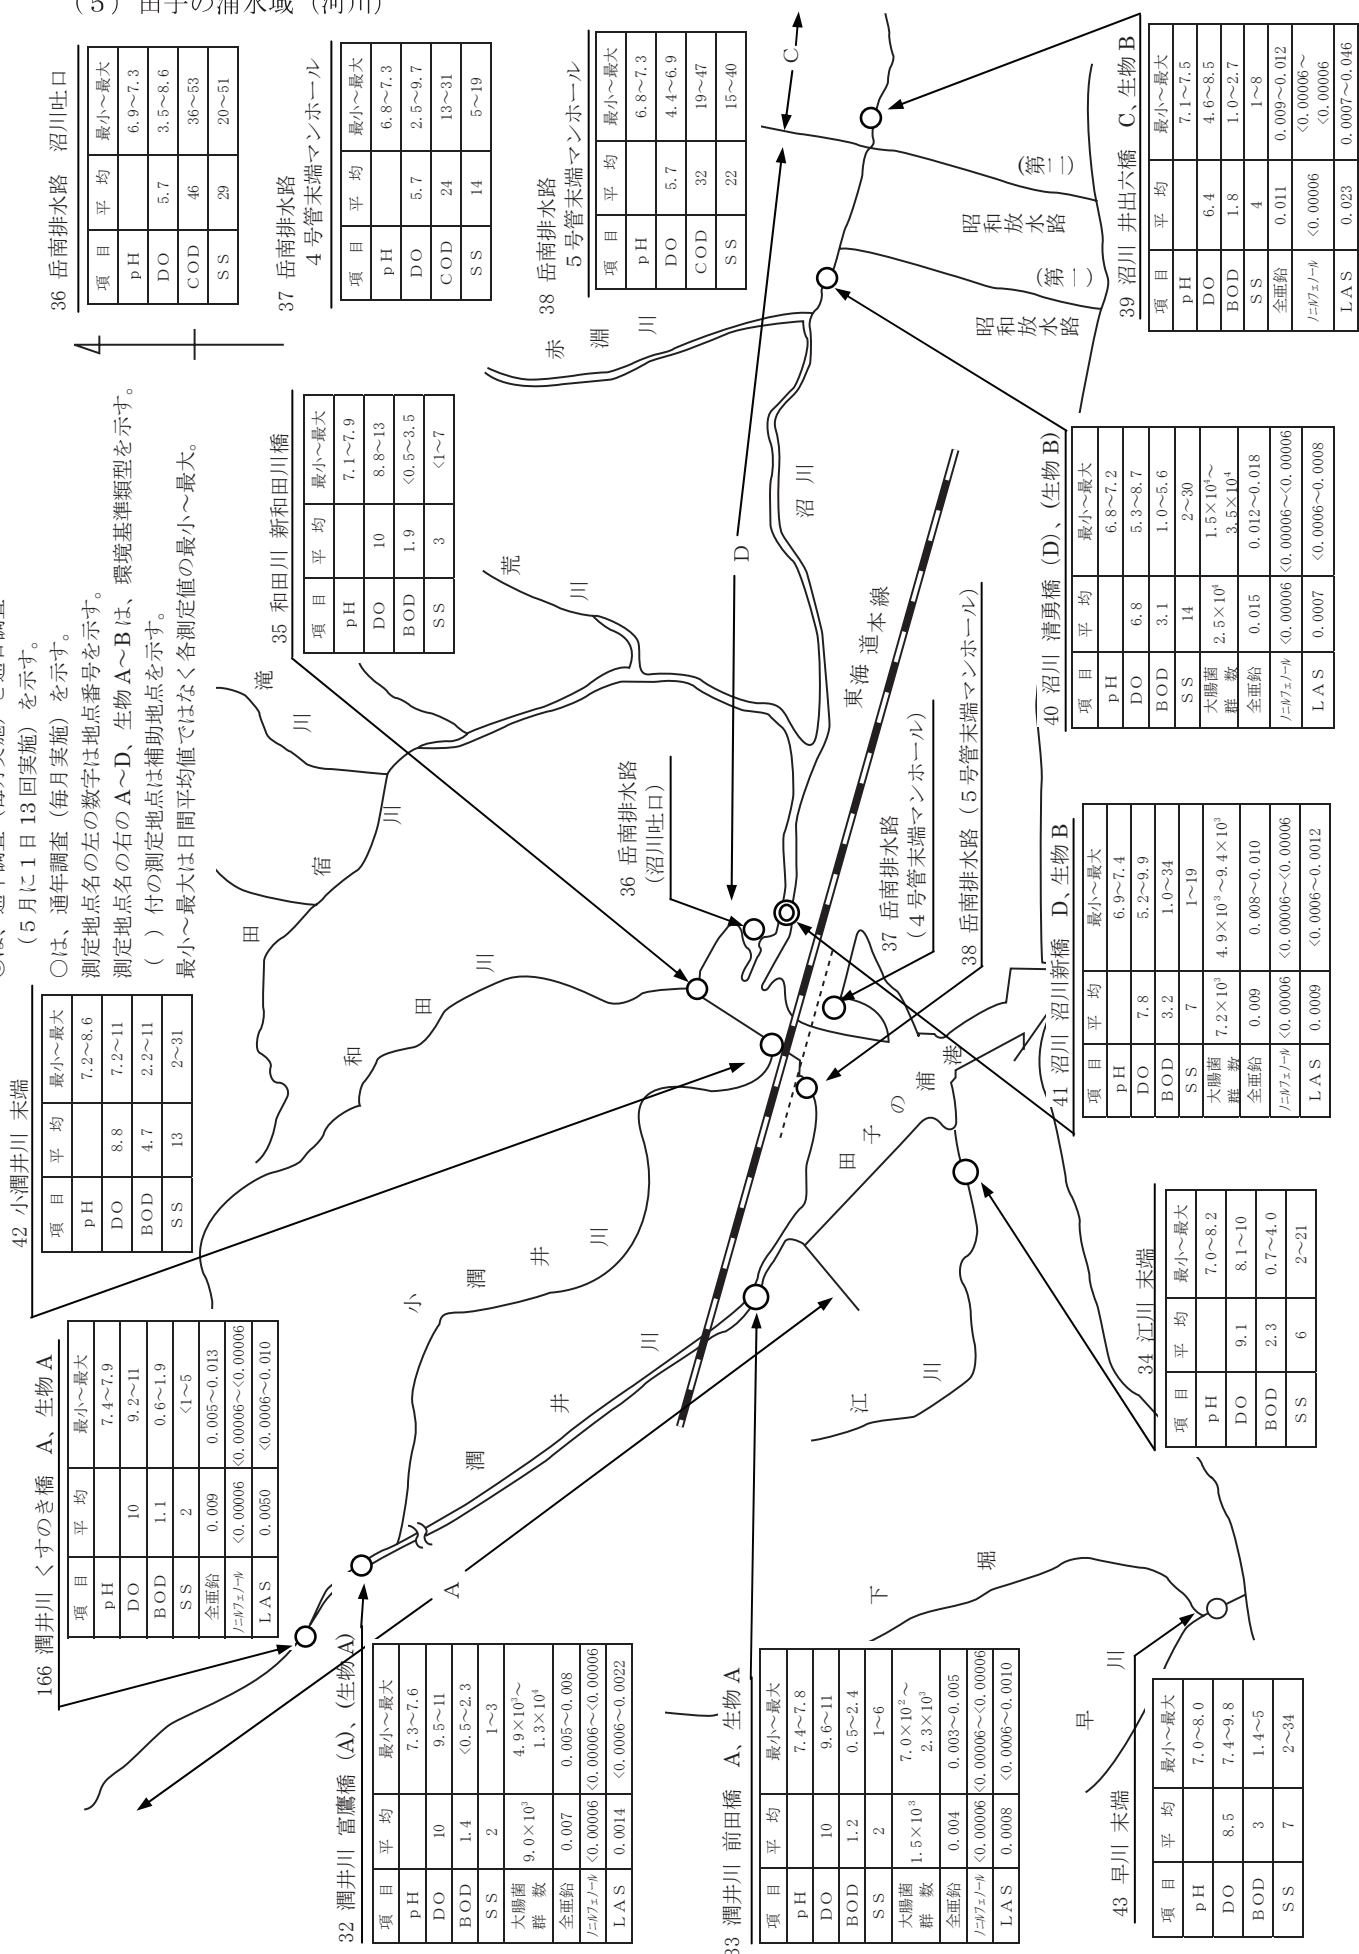 (5) 田子の浦水域 (河川)
(5月に1日13回実施) を示す。
○は、通年調査 (毎月実施) を示す。
測定地点名の左の数字は地点番号を示す。
測定地点名の右のA~D、生物A~Bは、環境基準類型を示す。
( ) 付の測定地点は補助地点を示す。
最小~最大は日間平均値ではなく各測定値の最小~最大。
36 岳南排水路 沼川吐口
項 目 平 均 最小~最大
pH 6.9~7.3
DO 5.7 3.5~8.6
COD 46 36~53
SS 29 20~51
37 岳南排水路
4号管末端マンホール
項 目 平 均 最小~最大
pH 6.8~7.3
DO 5.7 2.5~9.7
COD 24 13~31
SS 14 5~19
38 岳南排水路
5号管末端マンホール
項 目 平 均 最小~最大
pH 6.8~7.3
DO 5.7 4.4~6.9
COD 32 19~47
SS 22 15~40
39 沼川 井出六橋 C、生物B
項 目 平 均 最小~最大
pH 7.1~7.5
DO 6.4 4.6~8.5
BOD 1.8 1.0~2.7
SS 4 1~8
全亜鉛 0.011 0.009~0.012
ノニルフェノール <0.00006 <0.00006~
<0.00006
LAS 0.023 0.0007~0.046
35 和田川 新和田川橋
項 目 平 均 最小~最大
pH 7.1~7.9
DO 10 8.8~13
BOD 1.9 <0.5~3.5
SS 3 <1~7
40 沼川 清勇橋 (D)、(生物B)
項 目 平 均 最小~最大
pH 6.8~7.2
DO 6.8 5.3~8.7
BOD 3.1 1.0~5.6
SS 14 2~30
大腸菌
群 数 2.5×10⁴ 1.5×10⁴~
3.5×10⁴
全亜鉛 0.015 0.012~0.018
ノニルフェノール <0.00006 <0.00006~<0.00006
LAS 0.0007 <0.0006~0.0008
42 小潤井川 末端
項 目 平 均 最小~最大
pH 7.2~8.6
DO 8.8 7.2~11
BOD 4.7 2.2~11
SS 13 2~31
41 沼川 沼川新橋 D、生物B
項 目 平 均 最小~最大
pH 6.9~7.4
DO 7.8 5.2~9.9
BOD 3.2 1.0~34
SS 7 1~19
大腸菌
群 数 7.2×10³ 4.9×10³~9.4×10³
全亜鉛 0.009 0.008~0.010
ノニルフェノール <0.00006 <0.00006~<0.00006
LAS 0.0009 <0.0006~0.0012
166 潤井川 くすのき橋 A、生物A
項 目 平 均 最小~最大
pH 7.4~7.9
DO 10 9.2~11
BOD 1.1 0.6~1.9
SS 2 <1~5
全亜鉛 0.009 0.005~0.013
ノニルフェノール <0.00006 <0.00006~<0.00006
LAS 0.0050 <0.0006~0.010
34 江川 末端
項 目 平 均 最小~最大
pH 7.0~8.2
DO 9.1 8.1~10
BOD 2.3 0.7~4.0
SS 6 2~21
32 潤井川 富鷹橋 (A)、(生物A)
項 目 平 均 最小~最大
pH 7.3~7.6
DO 10 9.5~11
BOD 1.4 <0.5~2.3
SS 2 1~3
大腸菌
群 数 9.0×10³ 4.9×10³~
1.3×10⁴
全亜鉛 0.007 0.005~0.008
ノニルフェノール <0.00006 <0.00006~<0.00006
LAS 0.0014 <0.0006~0.0022
33 潤井川 前田橋 A、生物A
項 目 平 均 最小~最大
pH 7.4~7.8
DO 10 9.6~11
BOD 1.2 0.5~2.4
SS 2 1~6
大腸菌
群 数 1.5×10³ 7.0×10²~
2.3×10³
全亜鉛 0.004 0.003~0.005
ノニルフェノール <0.00006 <0.00006~<0.00006
LAS 0.0008 <0.0006~0.0010
43 早川 末端
項 目 平 均 最小~最大
pH 7.0~8.0
DO 8.5 7.4~9.8
BOD 3 1.4~5
SS 7 2~34
36 岳南排水路
(沼川吐口)
37 岳南排水路
(4号管末端マンホール)
38 岳南排水路 (5号管末端マンホール)
赤淵川
沼川
荒川
滝川
田宿川
和田川
小潤井川
潤井川
江川
下堀
早川
田子の浦港
東海道本線
昭和放水路
(第一)
昭和放水路
(第二)
A
C
D